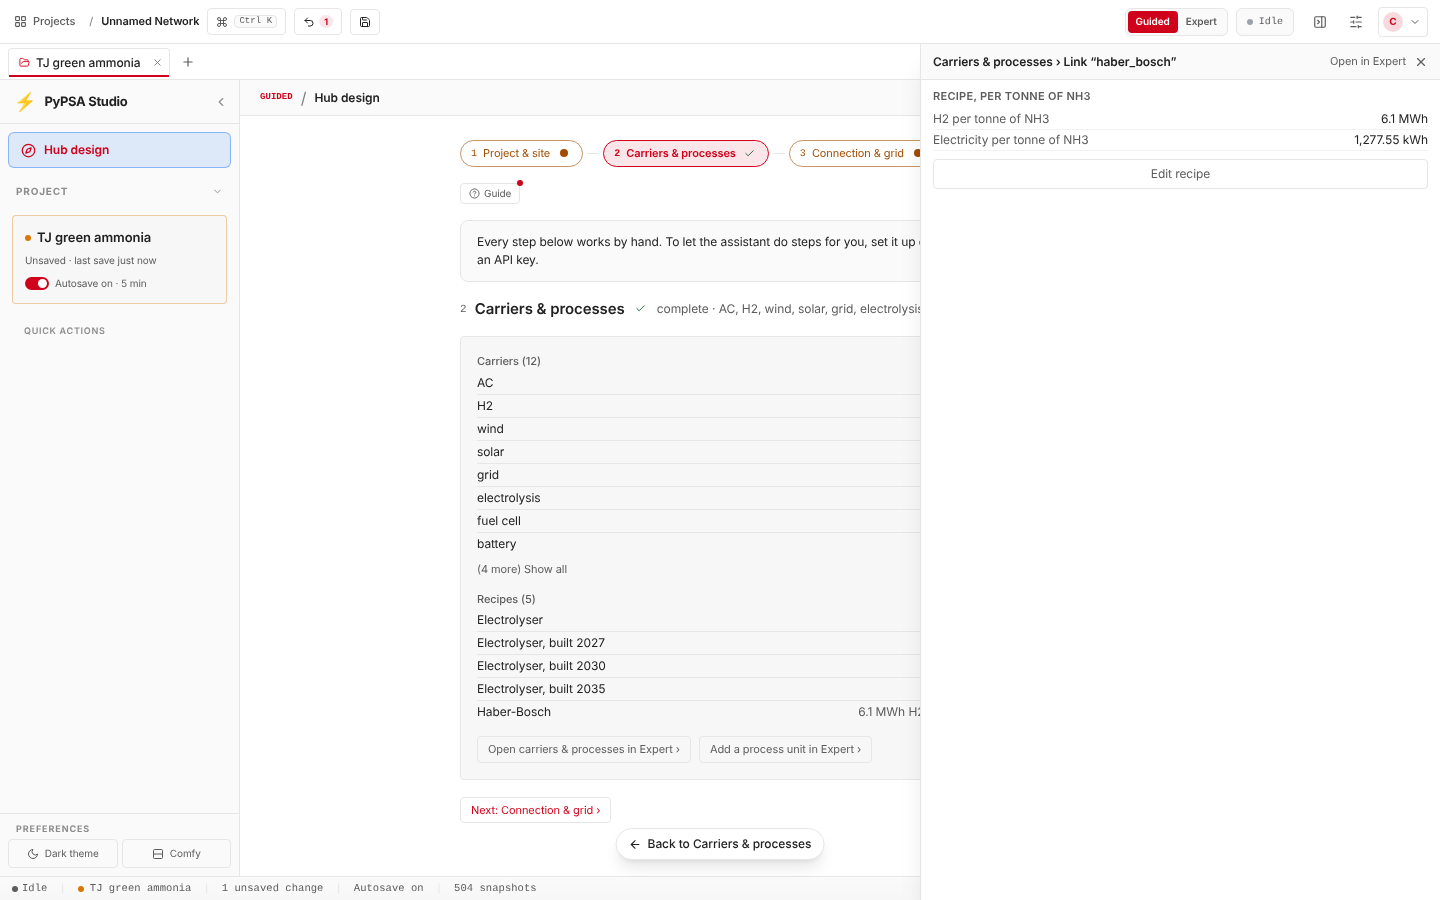 Projects / Unnamed Network Ctrl K 1 Guided Expert Idle C
TJ green ammonia
PyPSA Studio
Hub design
PROJECT
TJ green ammonia
Unsaved · last save just now
Autosave on · 5 min
QUICK ACTIONS
PREFERENCES
Dark theme Comfy
GUIDED / Hub design
1 Project & site 2 Carriers & processes 3 Connection & grid
Guide
Every step below works by hand. To let the assistant do steps for you, set it up
an API key.
2 Carriers & processes complete · AC, H2, wind, solar, grid, electrolysis
Carriers (12)
AC
H2
wind
solar
grid
electrolysis
fuel cell
battery
(4 more) Show all
Recipes (5)
Electrolyser
Electrolyser, built 2027
Electrolyser, built 2030
Electrolyser, built 2035
Haber-Bosch 6.1 MWh H2
Open carriers & processes in Expert › Add a process unit in Expert ›
Next: Connection & grid ›
Back to Carriers & processes
Carriers & processes › Link “haber_bosch” Open in Expert
RECIPE, PER TONNE OF NH3
H2 per tonne of NH3 6.1 MWh
Electricity per tonne of NH3 1,277.55 kWh
Edit recipe
Idle TJ green ammonia 1 unsaved change Autosave on 504 snapshots